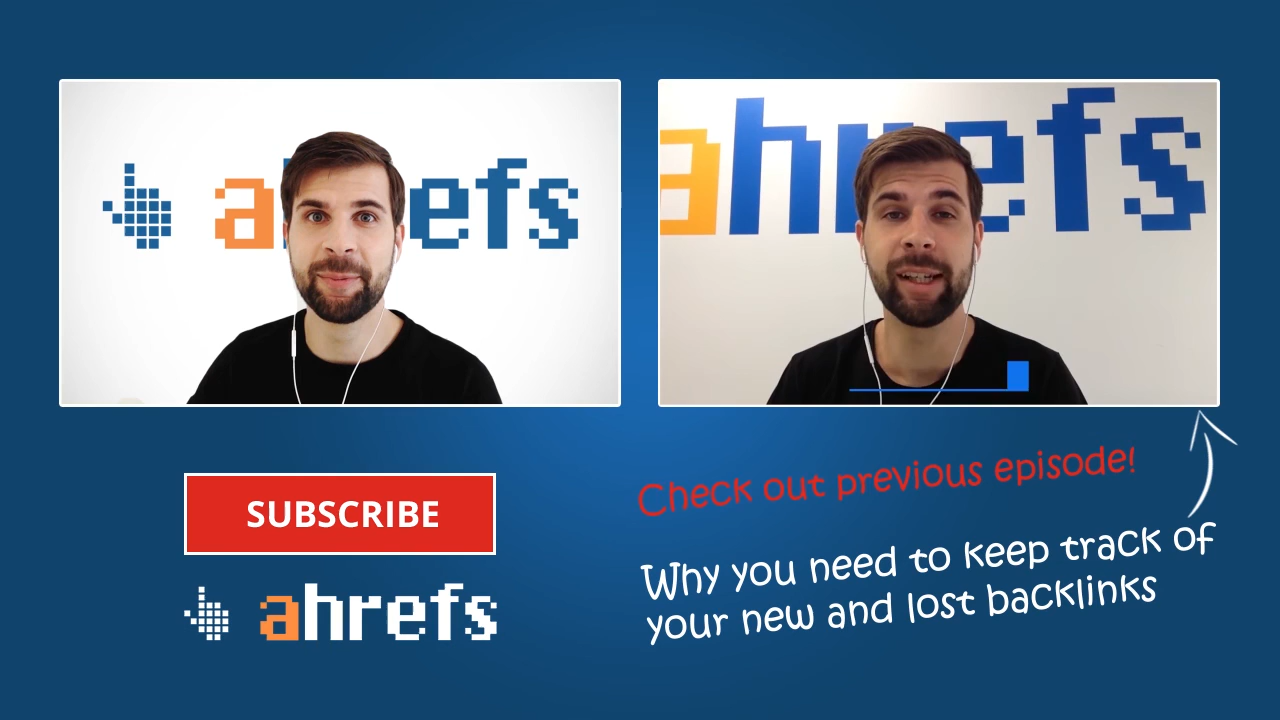 ahrefs
ahrefs
SUBSCRIBE
ahrefs
Check out previous episode!
Why you need to keep track of
your new and lost backlinks